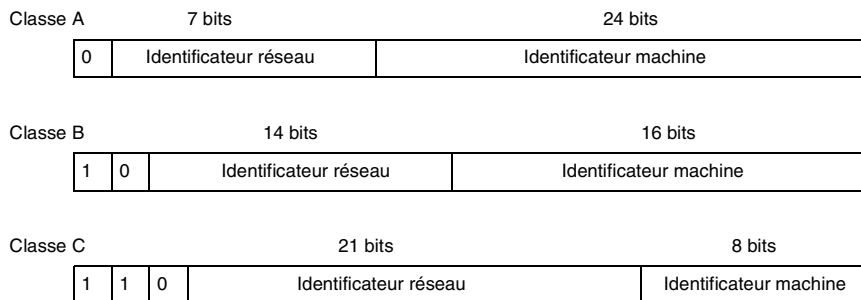 Classe A 7 bits 24 bits
0 Identificateur réseau Identificateur machine
Classe B 14 bits 16 bits
1 0 Identificateur réseau Identificateur machine
Classe C 21 bits 8 bits
1 1 0 Identificateur réseau Identificateur machine